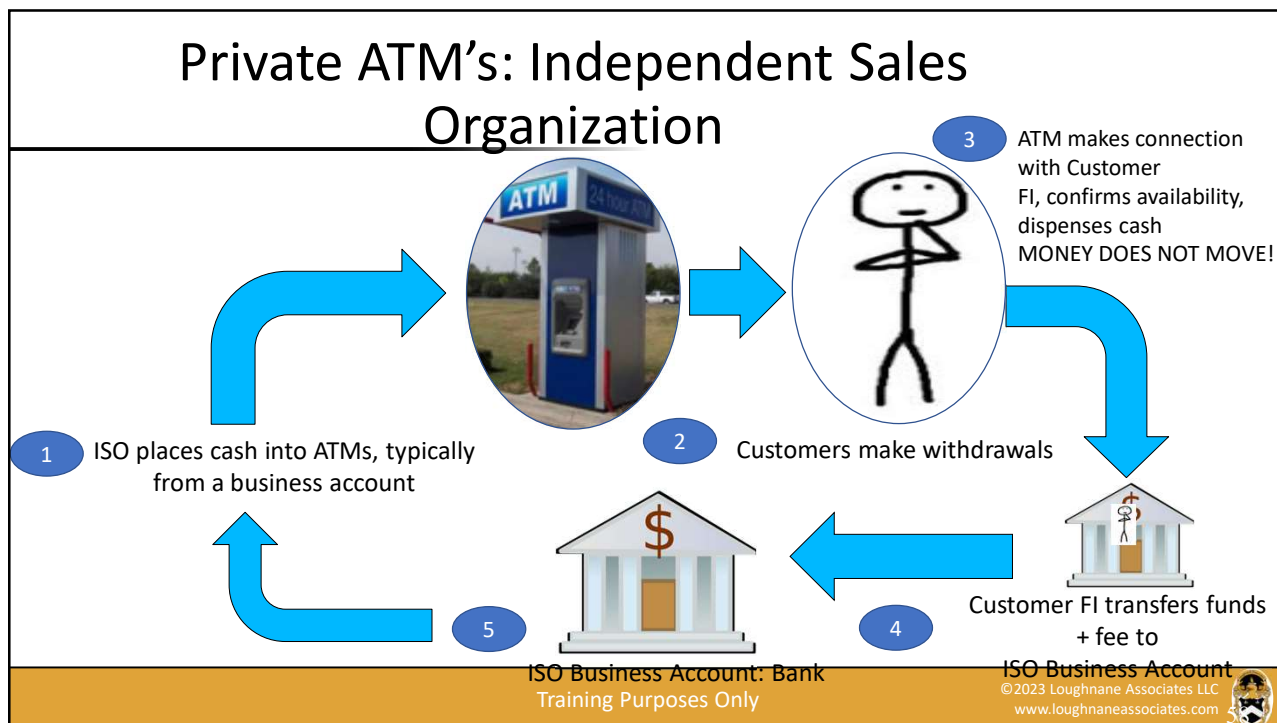 Private ATM's: Independent Sales
Organization
ATM
24 hour ATM
3
ATM makes connection
with Customer
FI, confirms availability,
dispenses cash
MONEY DOES NOT MOVE!
1
ISO places cash into ATMs, typically
from a business account
2
Customers make withdrawals
$
$
5
4
Customer FI transfers funds
+ fee to
ISO Business Account
ISO Business Account: Bank
Training Purposes Only
©2023 Loughnane Associates LLC
www.loughnaneassociates.com